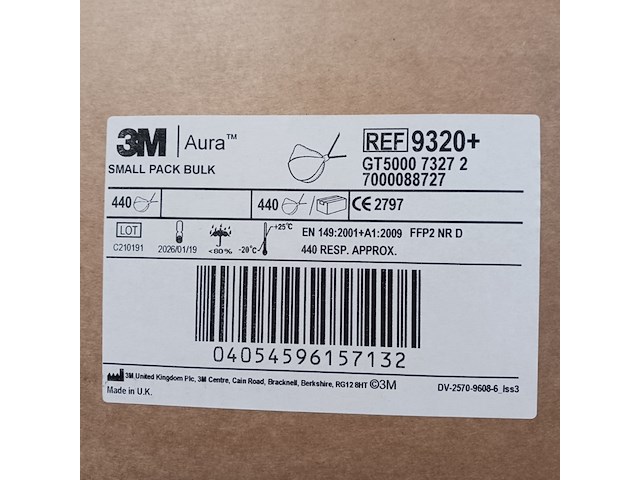 3M Aura™
SMALL PACK BULK
REF 9320+
GT5000 7327 2
7000088727
440
440 /
CE 2797
LOT
C210191
2026/01/19
<80%
-20°C
+25°C
EN 149:2001+A1:2009 FFP2 NR D
440 RESP. APPROX.
04054596157132
3M United Kingdom Plc, 3M Centre, Cain Road, Bracknell, Berkshire, RG12 8HT ©3M
Made in U.K.
DV-2570-9608-6_Iss3